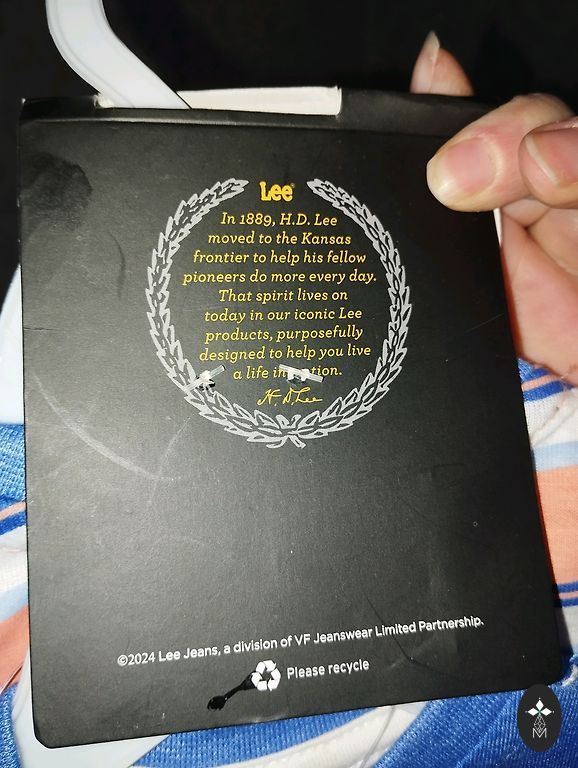 Lee®
In 1889, H.D. Lee
moved to the Kansas
frontier to help his fellow
pioneers do more every day.
That spirit lives on
today in our iconic Lee
products, purposefully
designed to help you live
a life in
H. D. Lee
©2024 Lee Jeans, a division of VF Jeanswear Limited Partnership.
Please recycle
M